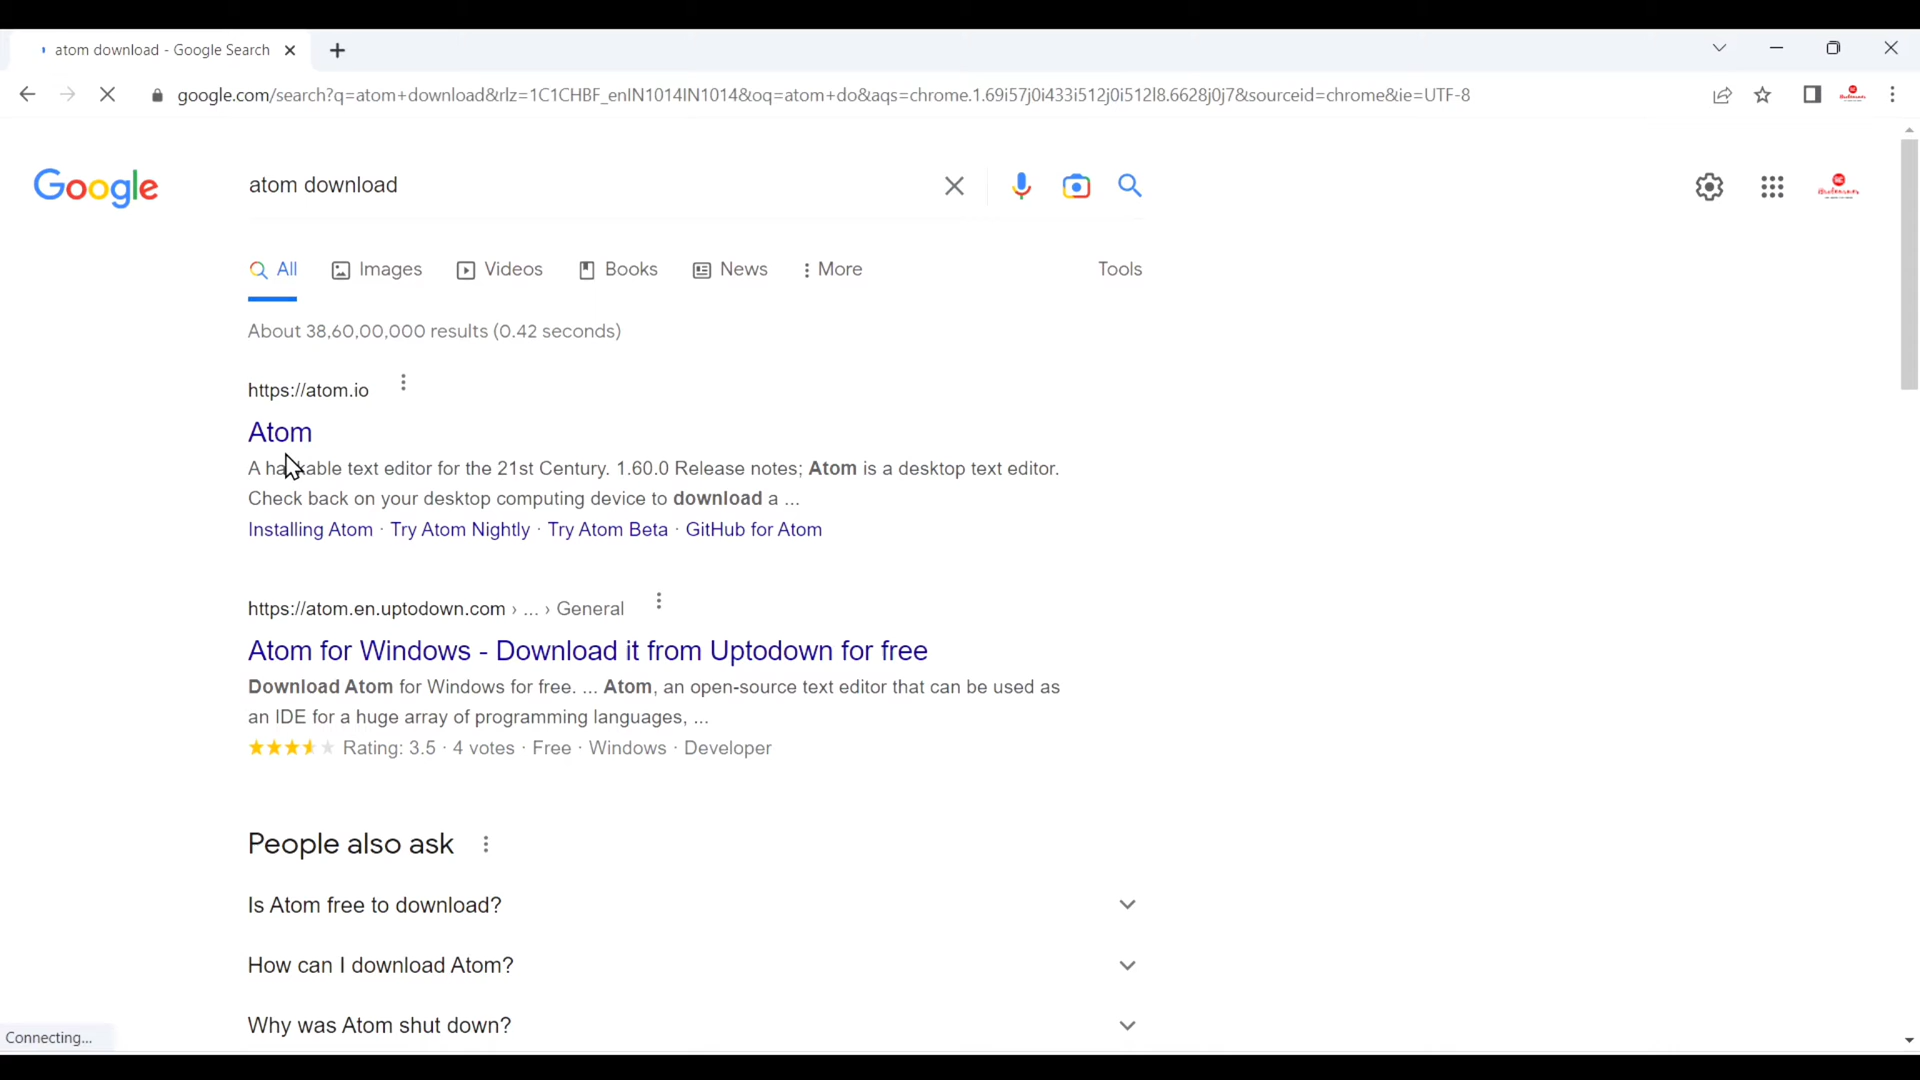 atom download - Google Search
google.com/search?q=atom+download&rlz=1C1CHBF_enIN1014IN1014&oq=atom+do&aqs=chrome.1.69i57j0i433i512j0i512l8.6628j0j7&sourceid=chrome&ie=UTF-8
Google
atom download
All Images Videos Books News More Tools
About 38,60,00,000 results (0.42 seconds)
https://atom.io
Atom
A hackable text editor for the 21st Century. 1.60.0 Release notes; Atom is a desktop text editor.
Check back on your desktop computing device to download a ...
Installing Atom · Try Atom Nightly · Try Atom Beta · GitHub for Atom
https://atom.en.uptodown.com › ... › General
Atom for Windows - Download it from Uptodown for free
Download Atom for Windows for free. ... Atom, an open-source text editor that can be used as
an IDE for a huge array of programming languages, ...
Rating: 3.5 · 4 votes · Free · Windows · Developer
People also ask
Is Atom free to download?
How can I download Atom?
Why was Atom shut down?
Connecting...